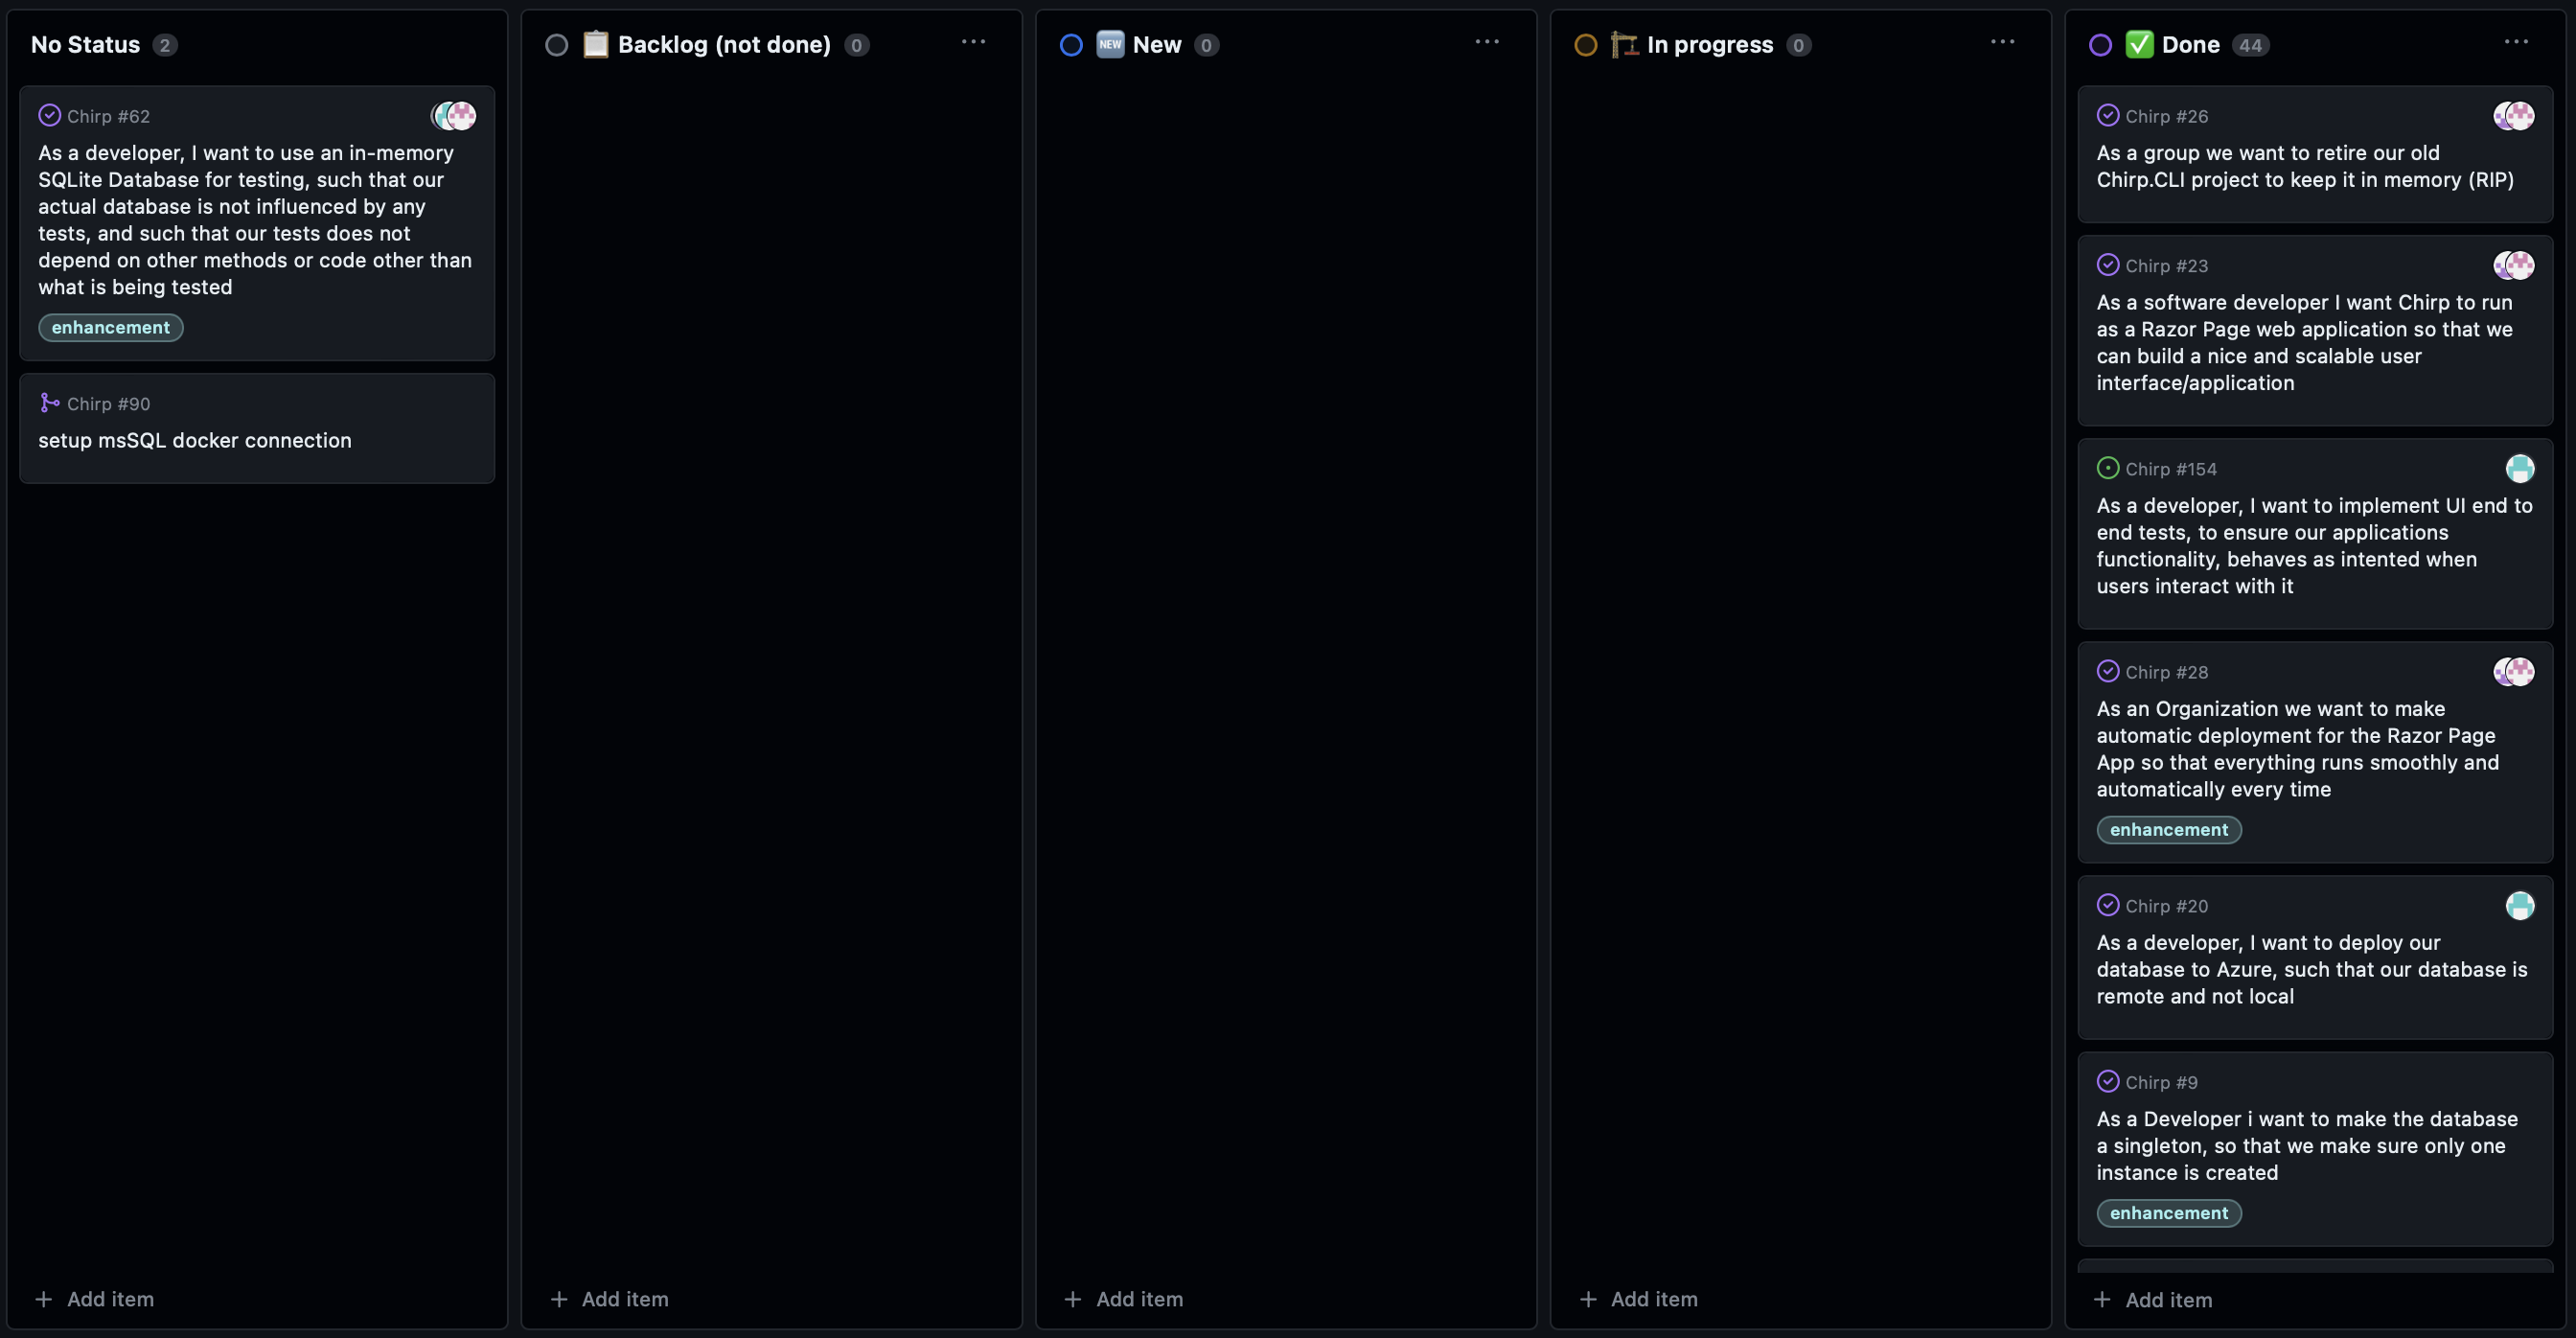 No Status 2
Chirp #62
As a developer, I want to use an in-memory
SQLite Database for testing, such that our
actual database is not influenced by any
tests, and such that our tests does not
depend on other methods or code other than
what is being tested
enhancement
Chirp #90
setup msSQL docker connection
+ Add item
📋 Backlog (not done) 0
+ Add item
NEW New 0
+ Add item
In progress 0
+ Add item
✅ Done 44
Chirp #26
As a group we want to retire our old
Chirp.CLI project to keep it in memory (RIP)
Chirp #23
As a software developer I want Chirp to run
as a Razor Page web application so that we
can build a nice and scalable user
interface/application
Chirp #154
As a developer, I want to implement UI end to
end tests, to ensure our applications
functionality, behaves as intented when
users interact with it
Chirp #28
As an Organization we want to make
automatic deployment for the Razor Page
App so that everything runs smoothly and
automatically every time
enhancement
Chirp #20
As a developer, I want to deploy our
database to Azure, such that our database is
remote and not local
Chirp #9
As a Developer i want to make the database
a singleton, so that we make sure only one
instance is created
enhancement
+ Add item